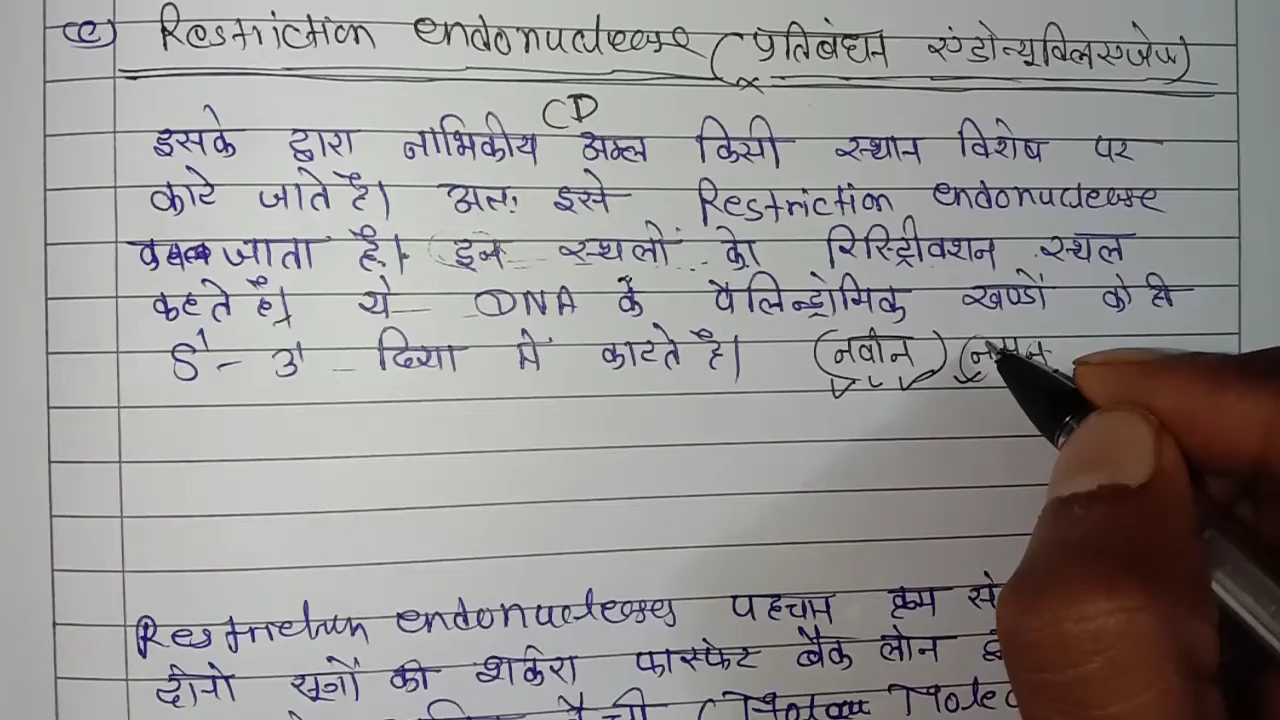 (e) Restriction endonuclease (प्रतिबंधन एण्डोन्यूक्लिएजेज)
CD
इसके द्वारा नाभिकीय अम्ल किसी स्थान विशेष पर
काटे जाते है। अतः इसे Restriction endonuclease
जाता है। इन स्थलों को रिस्ट्रीक्शन स्थल
कहते है। ये DNA के पैलिन्ड्रोमिक खण्डों को ही
5' - 3' दिशा में काटते है। (नवीन)
Restriction endonucleases पहचान क्रम से
दोनो सूत्रों की शर्करा फास्फेट बैक लोन